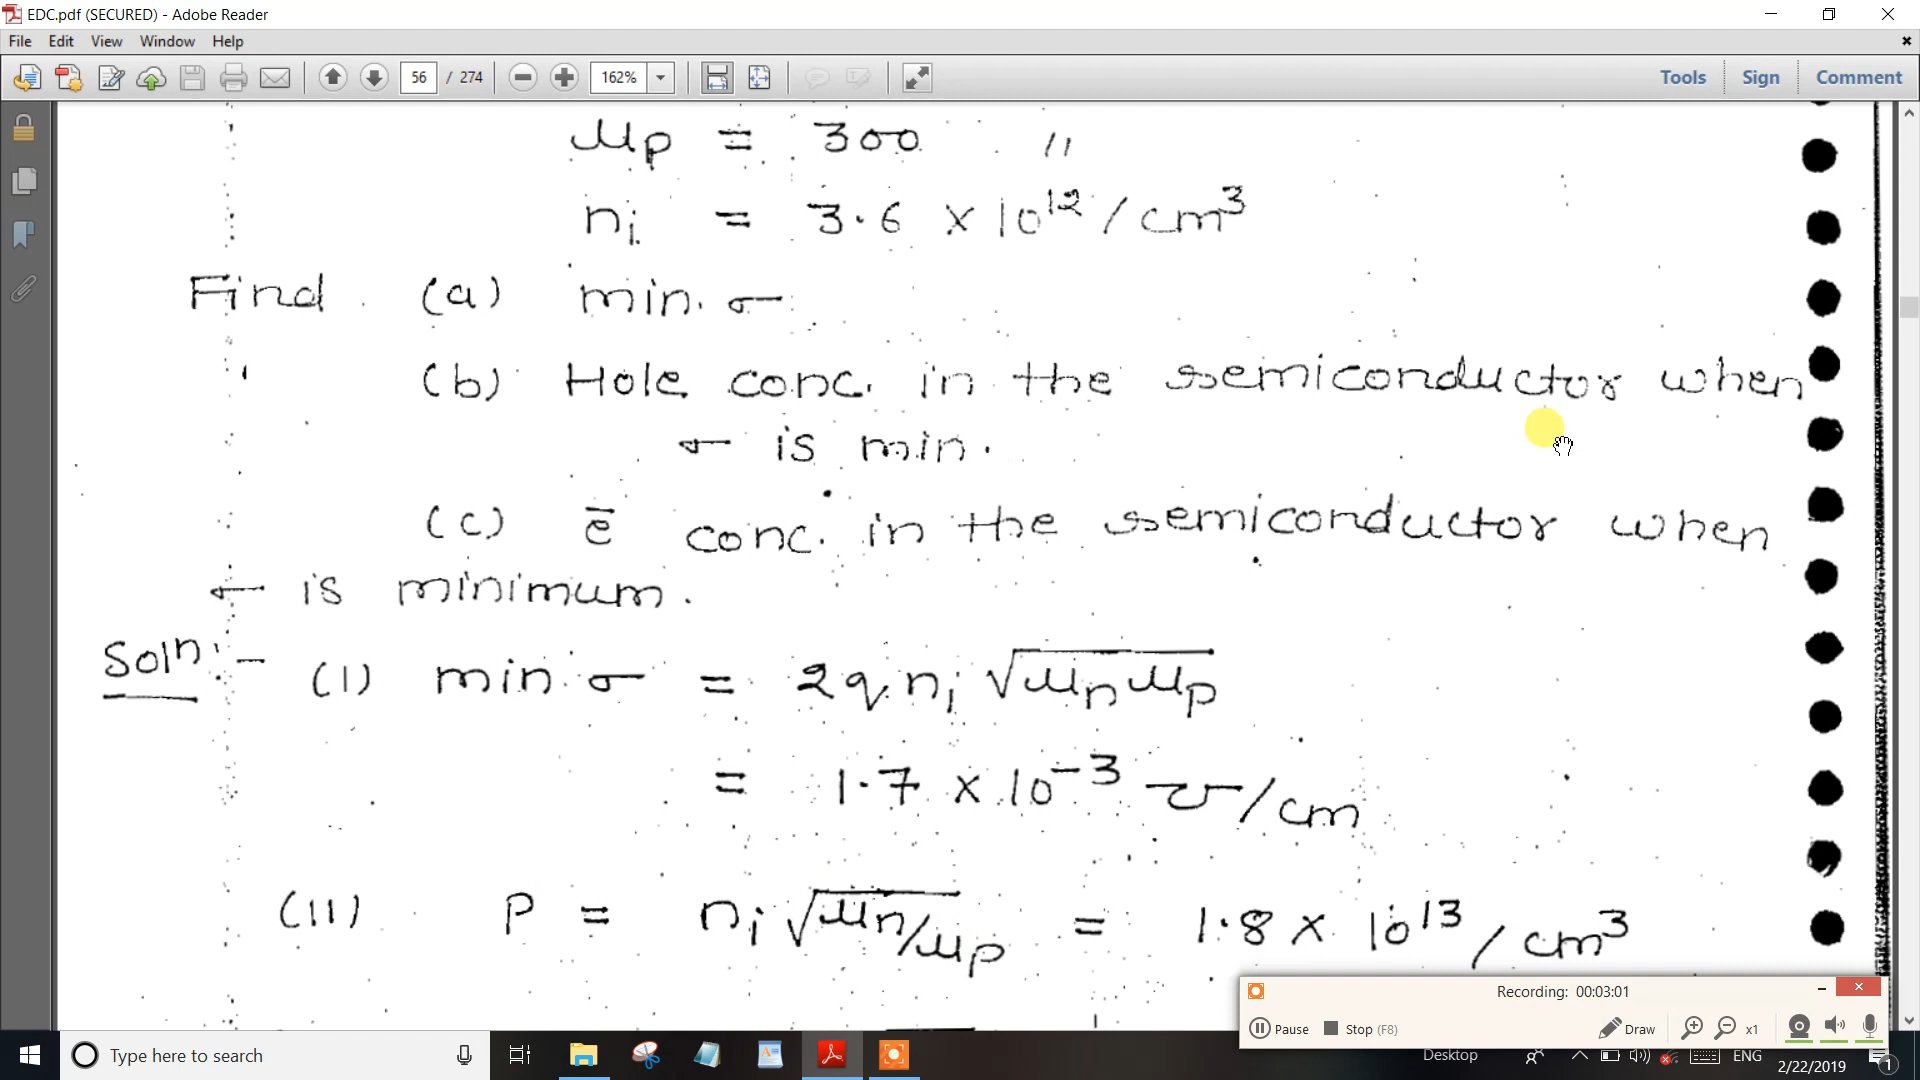 EDC.pdf (SECURED) - Adobe Reader
File Edit View Window Help
56 / 274 162% Tools Sign Comment
μp = 300 〃
ni = 3.6 × 10^12 / cm^3
Find (a) min. σ
(b) Hole conc. in the semiconductor when
σ is min.
(c) ē conc. in the semiconductor when
σ is minimum.
Soln:- (I) min σ = 2q ni √μn μp
= 1.7 × 10^-3 ℧/cm
(II) P = ni √μn/μp = 1.8 × 10^13 / cm^3
Recording: 00:03:01
Pause Stop (F8) Draw x1
Type here to search
Desktop ENG 2/22/2019 1